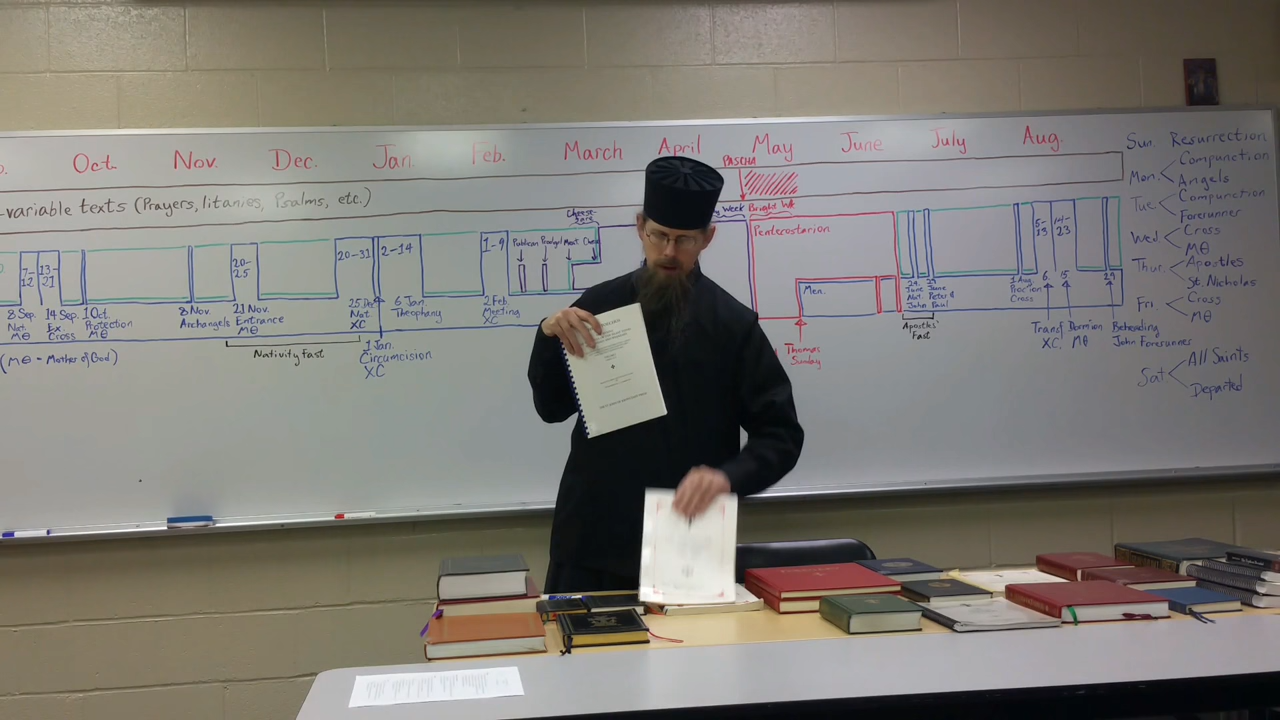 Oct. Nov. Dec. Jan. Feb. March April May June July Aug.
PASCHA
-variable texts (Prayers, litanies, Psalms, etc.)
Cheese-
fare
Week Bright Wk
7-12 13-21 20-25 20-31 2-14 1-9
Publican Prodigal Meat Cheese
Penterostarion
Men.
5-13 14-23
8 Sep.
Nat.
MΘ
14 Sep.
Ex.
Cross
1 Oct.
Protection
MΘ
8 Nov.
Archangels
21 Nov.
Entrance
MΘ
25 Dec.
Nat.
XC
1 Jan.
Circumcision
XC
6 Jan.
Theophany
2 Feb.
Meeting
XC
Thomas
Sunday
24
June
Nat.
John
29
June
Peter &
Paul
Apostles'
Fast
1 Aug.
Procession
Cross
6
Transf.
XC
15
Dormion
MΘ
29
Beheading
John Forerunner
(MΘ - Mother of God)
Nativity Fast
Sun. Resurrection
Mon. Compunction
Angels
Tue Compunction
Forerunner
Wed Cross
MΘ
Thur. Apostles
St. Nicholas
Fri Cross
MΘ
Sat All Saints
Departed